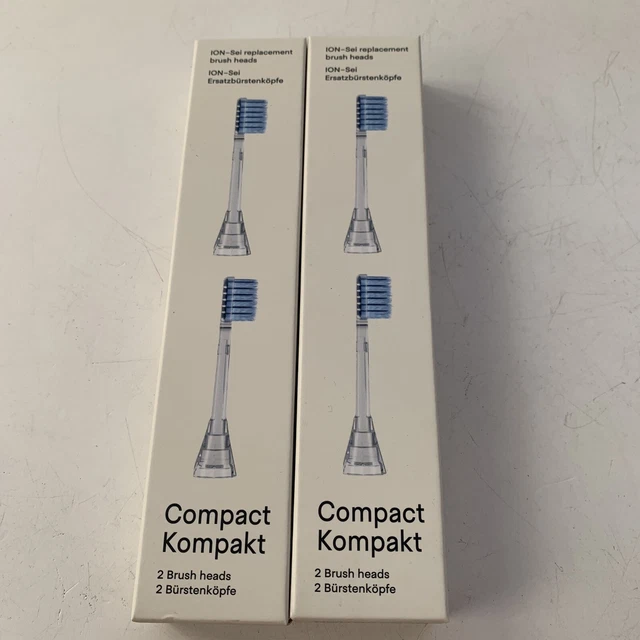 ION-Sei replacement
brush heads
ION-Sei
Ersatzbürstenköpfe
Compact
Kompakt
2 Brush heads
2 Bürstenköpfe
ION-Sei replacement
brush heads
ION-Sei
Ersatzbürstenköpfe
Compact
Kompakt
2 Brush heads
2 Bürstenköpfe